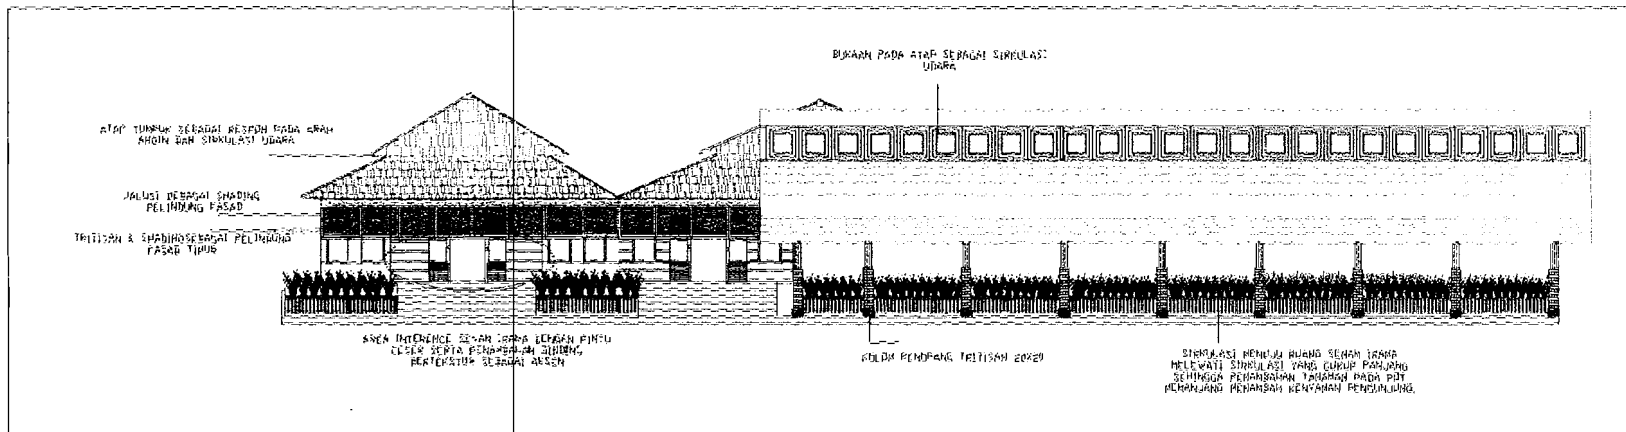 BUKAAN PADA ATAP SEBAGAI SIRKULASI
UDARA
ATAP TUMPUK SEBAGAI RESPON PADA ARAH
ANGIN DAN SIRKULASI UDARA
JALUSI SEBAGAI SHADING
PELINDUNG FASAD
TRITISAN & SHADING SEBAGAI PELINDUNG
FASAD TIMUR
AREA SENAM IRAMA DENGAN PINTU
GESER SERTA PENAMBAHAN DINDING
BERTEKSTUR SEBAGAI AKSEN
KOLOM PENOPANG TRITISAN 20X20
SIRKULASI MENUJU RUANG SENAM IRAMA
MELEWATI SIRKULASI YANG CUKUP PANJANG
SEHINGGA PENAMBAHAN TANAMAN PADA POT
MEMANJANG MENAMBAH KENYAMAN PENGUNJUNG.